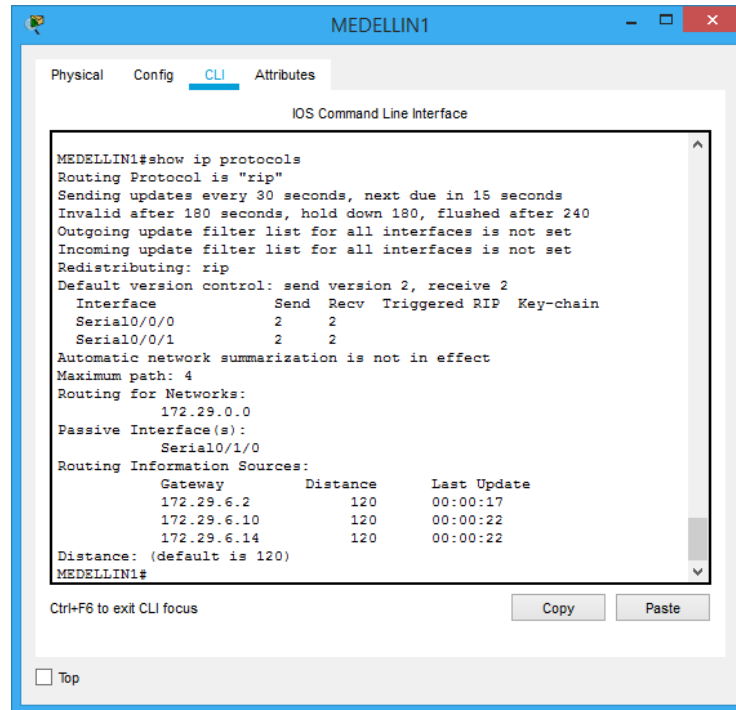 MEDELLIN1
Physical Config CLI Attributes
IOS Command Line Interface
MEDELLIN1#show ip protocols
Routing Protocol is "rip"
Sending updates every 30 seconds, next due in 15 seconds
Invalid after 180 seconds, hold down 180, flushed after 240
Outgoing update filter list for all interfaces is not set
Incoming update filter list for all interfaces is not set
Redistributing: rip
Default version control: send version 2, receive 2
Interface Send Recv Triggered RIP Key-chain
Serial0/0/0 2 2
Serial0/0/1 2 2
Automatic network summarization is not in effect
Maximum path: 4
Routing for Networks:
172.29.0.0
Passive Interface(s):
Serial0/1/0
Routing Information Sources:
Gateway Distance Last Update
172.29.6.2 120 00:00:17
172.29.6.10 120 00:00:22
172.29.6.14 120 00:00:22
Distance: (default is 120)
MEDELLIN1#
Ctrl+F6 to exit CLI focus Copy Paste
Top